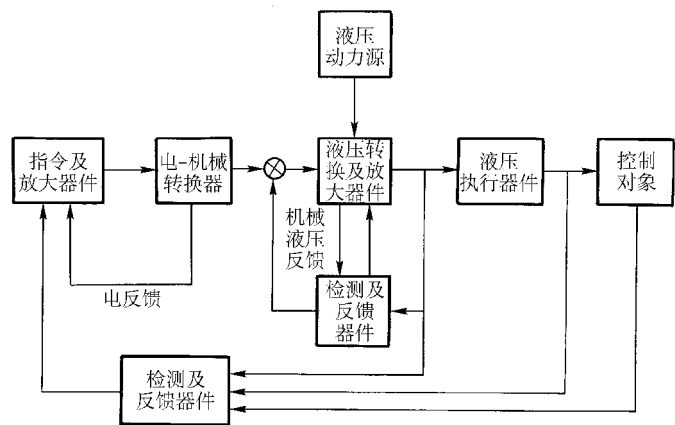 液压
动力源
指令及
放大器件
电-机械
转换器
液压转
换及放
大器件
液压
执行器件
控制
对象
机械
液压
反馈
电反馈
检测及
反馈
器件
检测及
反馈器件